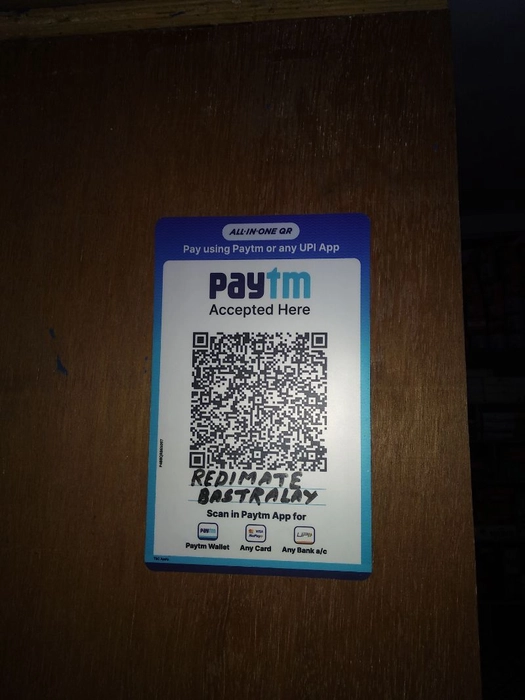 ALL-IN-ONE QR
Pay using Paytm or any UPI App
paytm
Accepted Here
REDIMATE
BASTRALAY
Scan in Paytm App for
Paytm Wallet Any Card Any Bank a/c